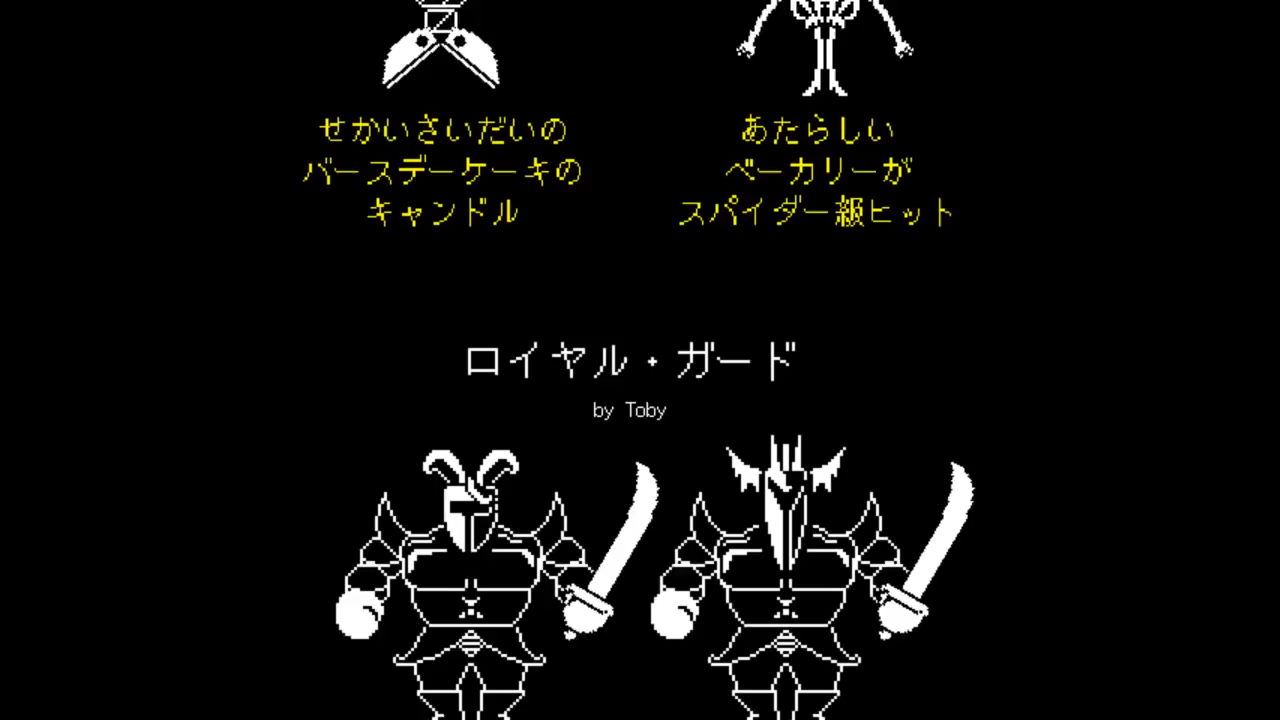 せかいさいだいの
バースデーケーキの
キャンドル
あたらしい
ベーカリーが
スパイダー級ヒット
ロイヤル・ガード
by Toby